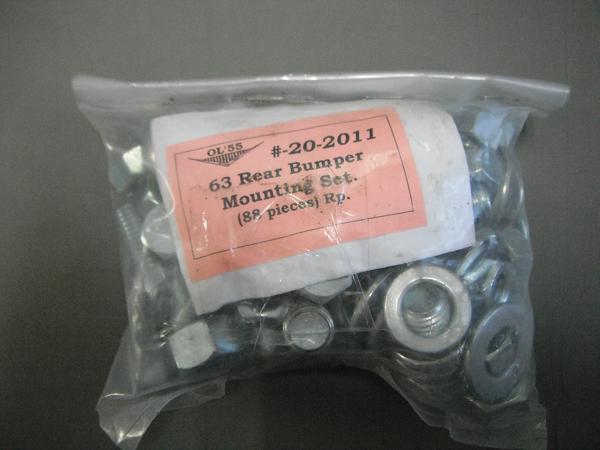 OL'55
#-20-2011
63 Rear Bumper
Mounting Set.
(88 pieces) Rp.